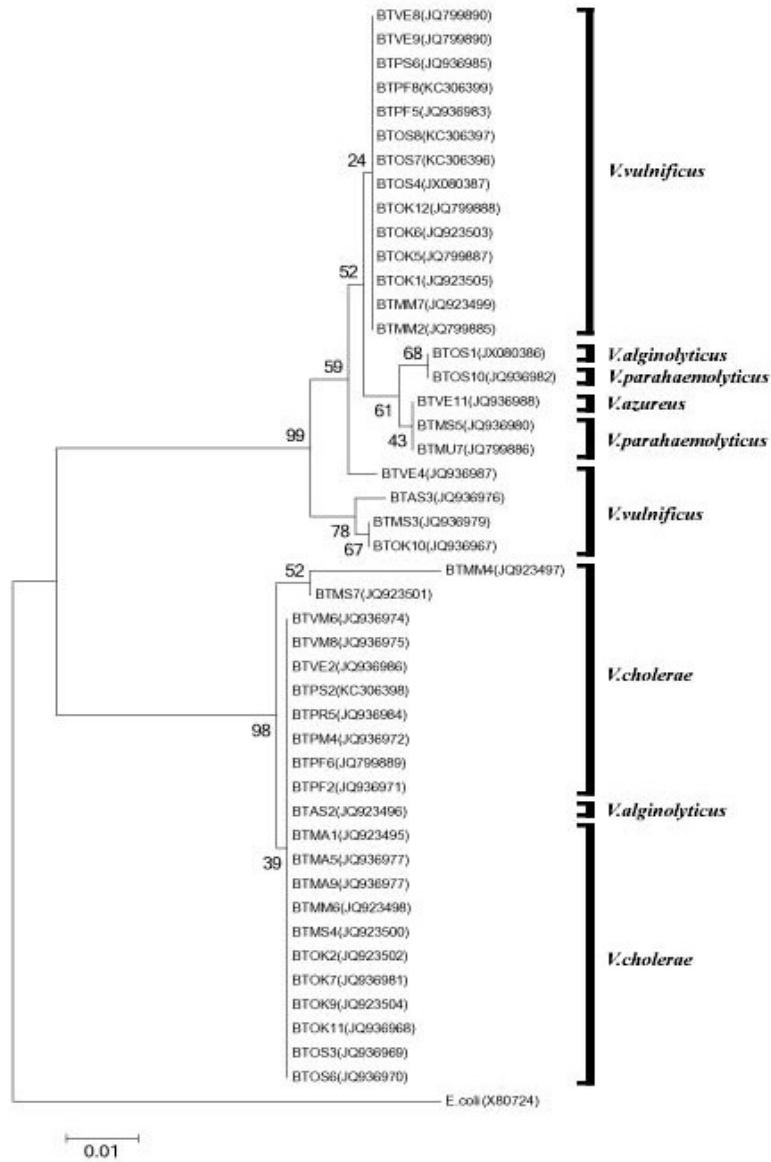 BTVE8(JQ799890)
BTVE9(JQ799890)
BTPS6(JQ936985)
BTPF8(KC306399)
BTPF5(JQ936983)
BTOS8(KC306397)
24 BTOS7(KC306396) V.vulnificus
BTOS4(JX080387)
BTOK12(JQ799888)
BTOK6(JQ923503)
BTOK5(JQ799887)
52 BTOK1(JQ923505)
BTMM7(JQ923499)
BTMM2(JQ799885)
68 BTOS1(JX080386) V.alginolyticus
59 BTOS10(JQ936982) V.parahaemolyticus
61 BTVE11(JQ936988) V.azureus
BTMS5(JQ936980)
99 43 BTMU7(JQ799886) V.parahaemolyticus
BTVE4(JQ936987)
BTAS3(JQ936976)
78 BTMS3(JQ936979) V.vulnificus
67 BTOK10(JQ936967)
52 BTMM4(JQ923497)
BTMS7(JQ923501)
BTVM6(JQ936974)
BTVM8(JQ936975)
BTVE2(JQ936986) V.cholerae
BTPS2(KC306398)
BTPR5(JQ936984)
98 BTPM4(JQ936972)
BTPF6(JQ799889)
BTPF2(JQ936971)
BTAS2(JQ923496) V.alginolyticus
BTMA1(JQ923495)
39 BTMA5(JQ936977)
BTMA9(JQ936977)
BTMM6(JQ923498)
BTMS4(JQ923500)
BTOK2(JQ923502) V.cholerae
BTOK7(JQ936981)
BTOK9(JQ923504)
BTOK11(JQ936968)
BTOS3(JQ936969)
BTOS6(JQ936970)
E.coli(X80724)
0.01